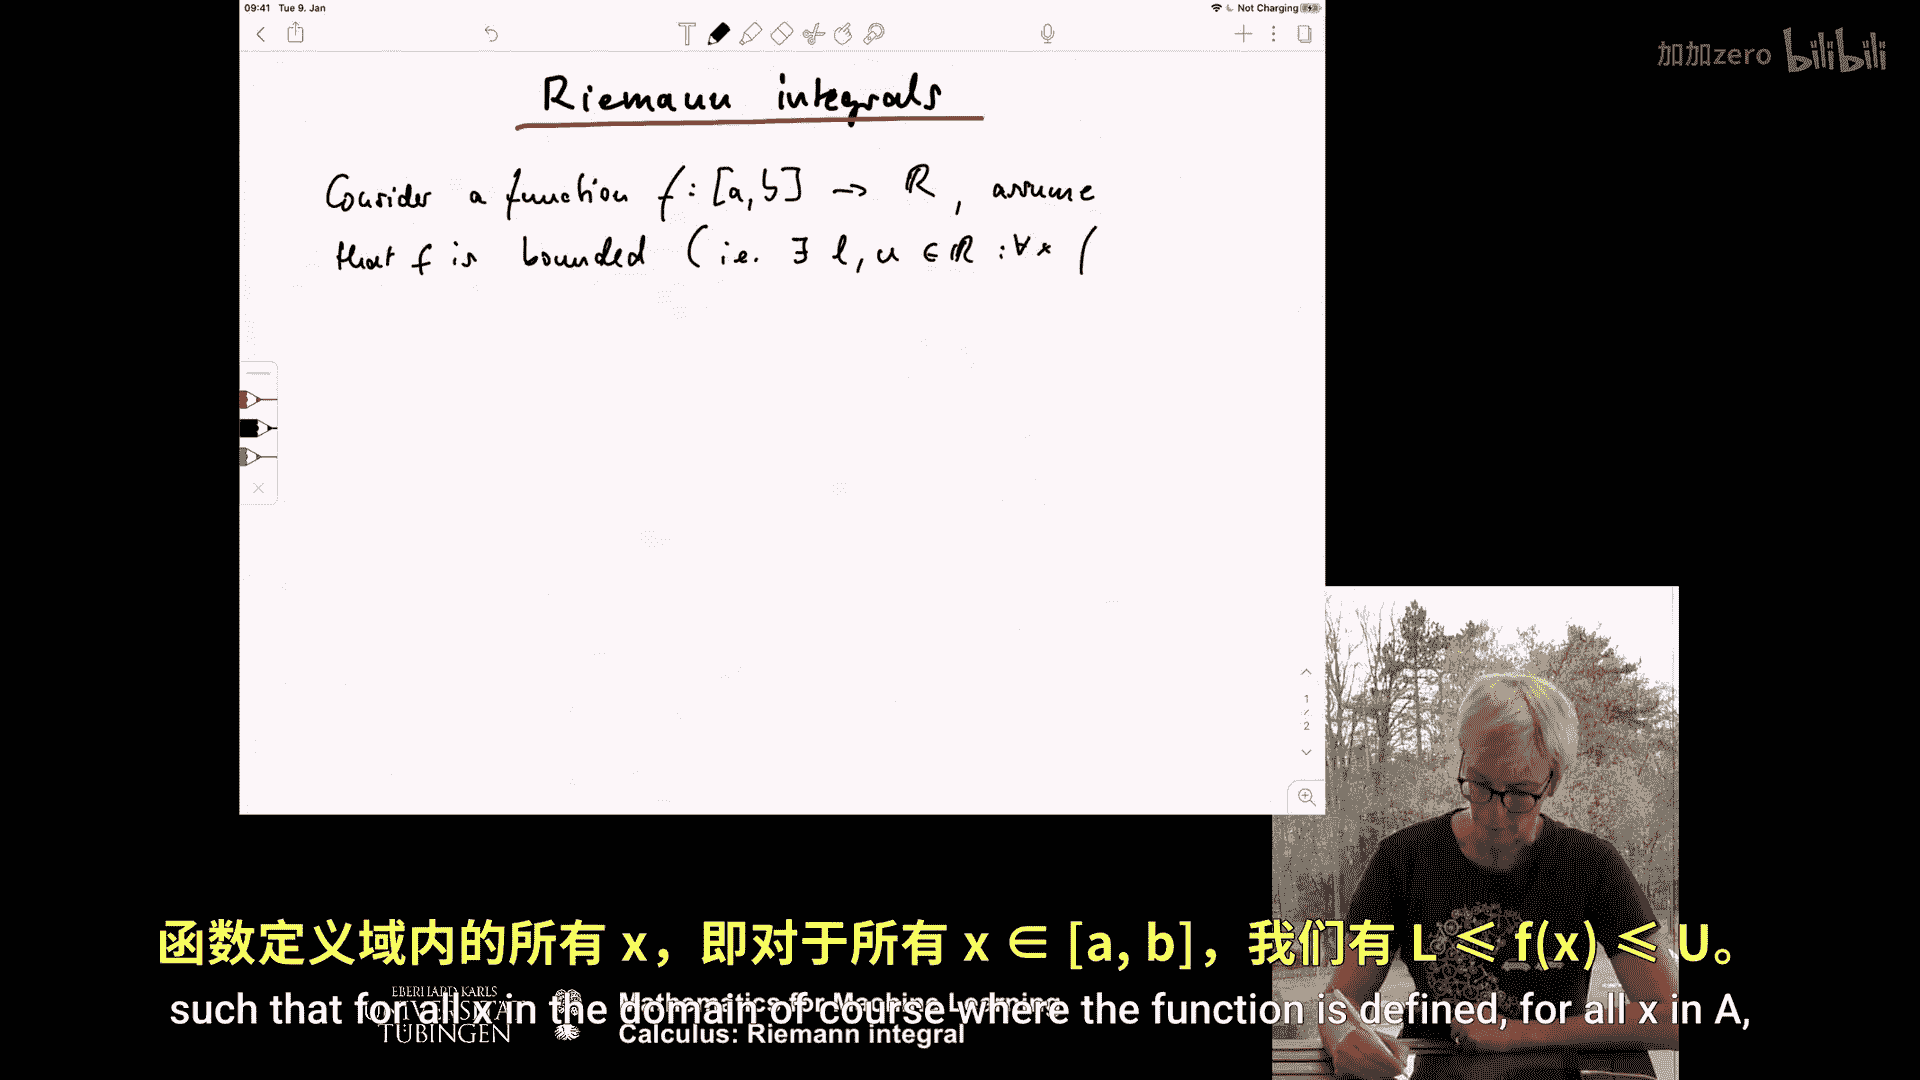 09:41 Tue 9. Jan
Not Charging
加加zero bilibili
Riemann integrals
Consider a function f: [a, b] → ℝ, assume
that f is bounded (i.e. ∃ l, u ∈ ℝ : ∀ x (
1
2
函数定义域内的所有 x，即对于所有 x ∈ [a, b]，我们有 L ⩽ f(x) ⩽ U。
such that for all x in the domain of course where the function is defined, for all x in A,
EBERHARD KARLS
UNIVERSITÄT
TÜBINGEN
Mathematics for Machine Learning
Calculus: Riemann integral